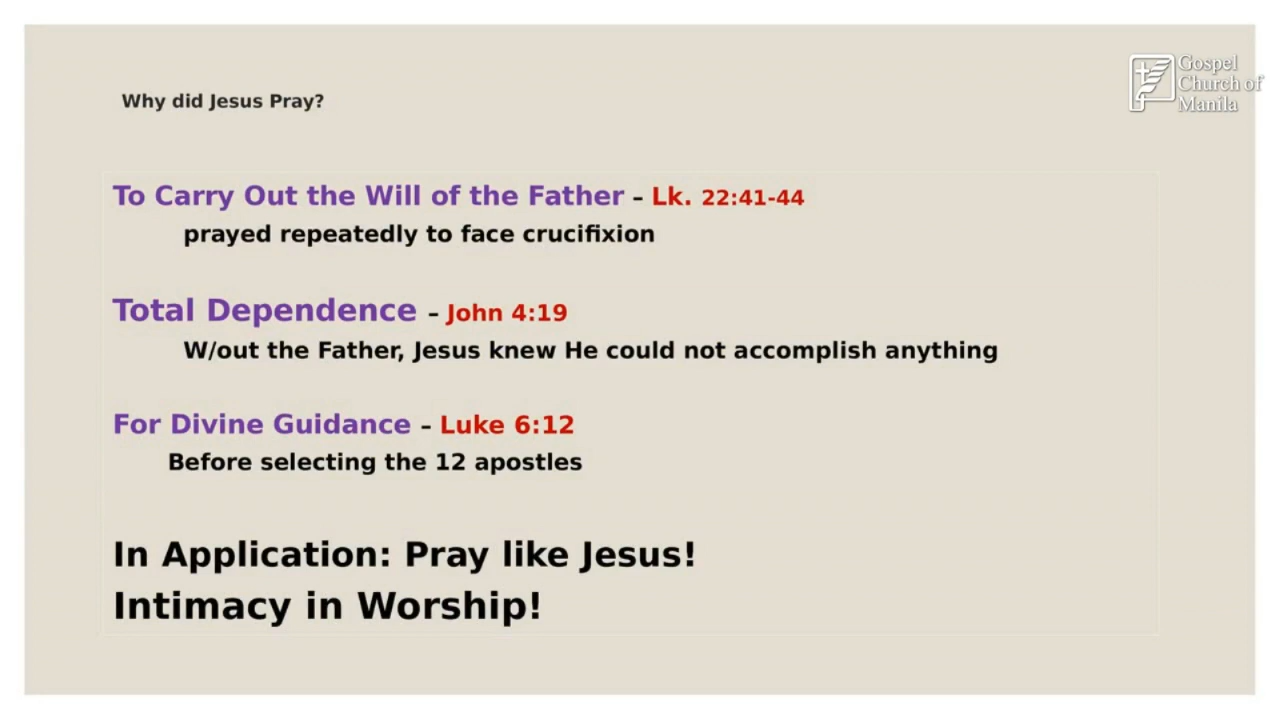 Gospel
Church of
Manila
Why did Jesus Pray?
To Carry Out the Will of the Father – Lk. 22:41-44
prayed repeatedly to face crucifixion
Total Dependence – John 4:19
W/out the Father, Jesus knew He could not accomplish anything
For Divine Guidance – Luke 6:12
Before selecting the 12 apostles
In Application: Pray like Jesus!
Intimacy in Worship!